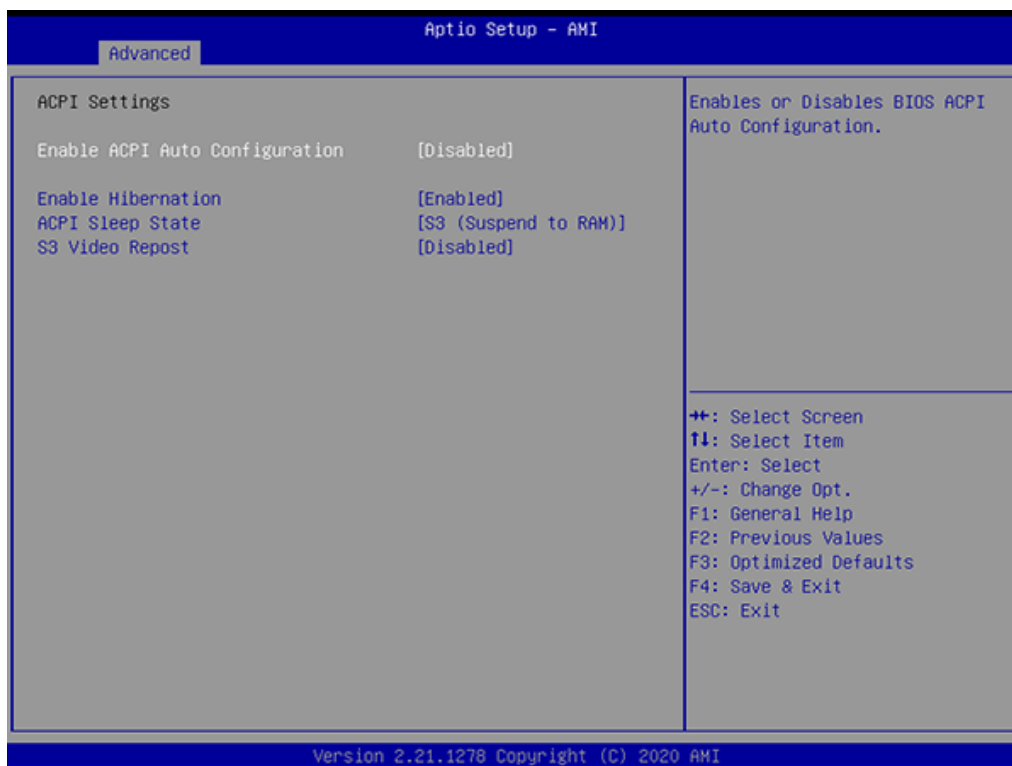 Aptio Setup - AMI
Advanced
ACPI Settings
Enable ACPI Auto Configuration [Disabled]
Enable Hibernation [Enabled]
ACPI Sleep State [S3 (Suspend to RAM)]
S3 Video Repost [Disabled]
Enables or Disables BIOS ACPI
Auto Configuration.
→←: Select Screen
↑↓: Select Item
Enter: Select
+/-: Change Opt.
F1: General Help
F2: Previous Values
F3: Optimized Defaults
F4: Save & Exit
ESC: Exit
Version 2.21.1278 Copyright (C) 2020 AMI